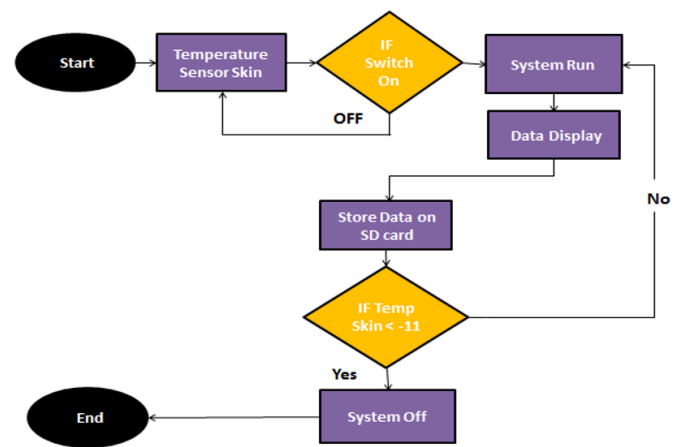 Start
Temperature
Sensor Skin
IF
Switch
On
System Run
OFF
Data Display
Store Data on
SD card
No
IF Temp
Skin < -11
Yes
System Off
End